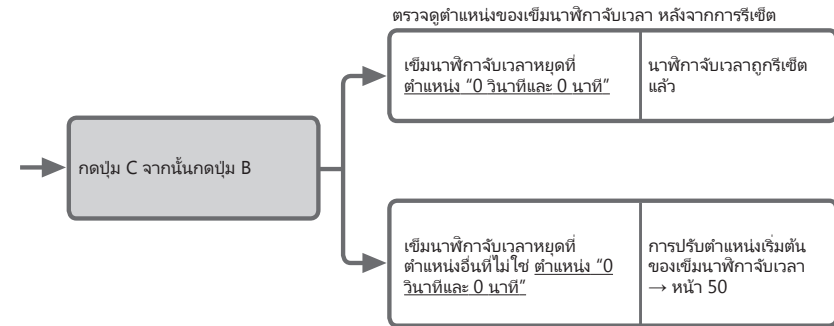 ตรวจดูตำแหน่งของเข็มนาฬิกาจับเวลา หลังจากการรีเซ็ต
เข็มนาฬิกาจับเวลาหยุดที่
ตำแหน่ง “0 วินาทีและ 0 นาที”
นาฬิกาจับเวลาถูกรีเซ็ต
แล้ว
กดปุ่ม C จากนั้นกดปุ่ม B
เข็มนาฬิกาจับเวลาหยุดที่
ตำแหน่งอื่นที่ไม่ใช่ ตำแหน่ง “0
วินาทีและ 0 นาที”
การปรับตำแหน่งเริ่มต้น
ของเข็มนาฬิกาจับเวลา
→ หน้า 50